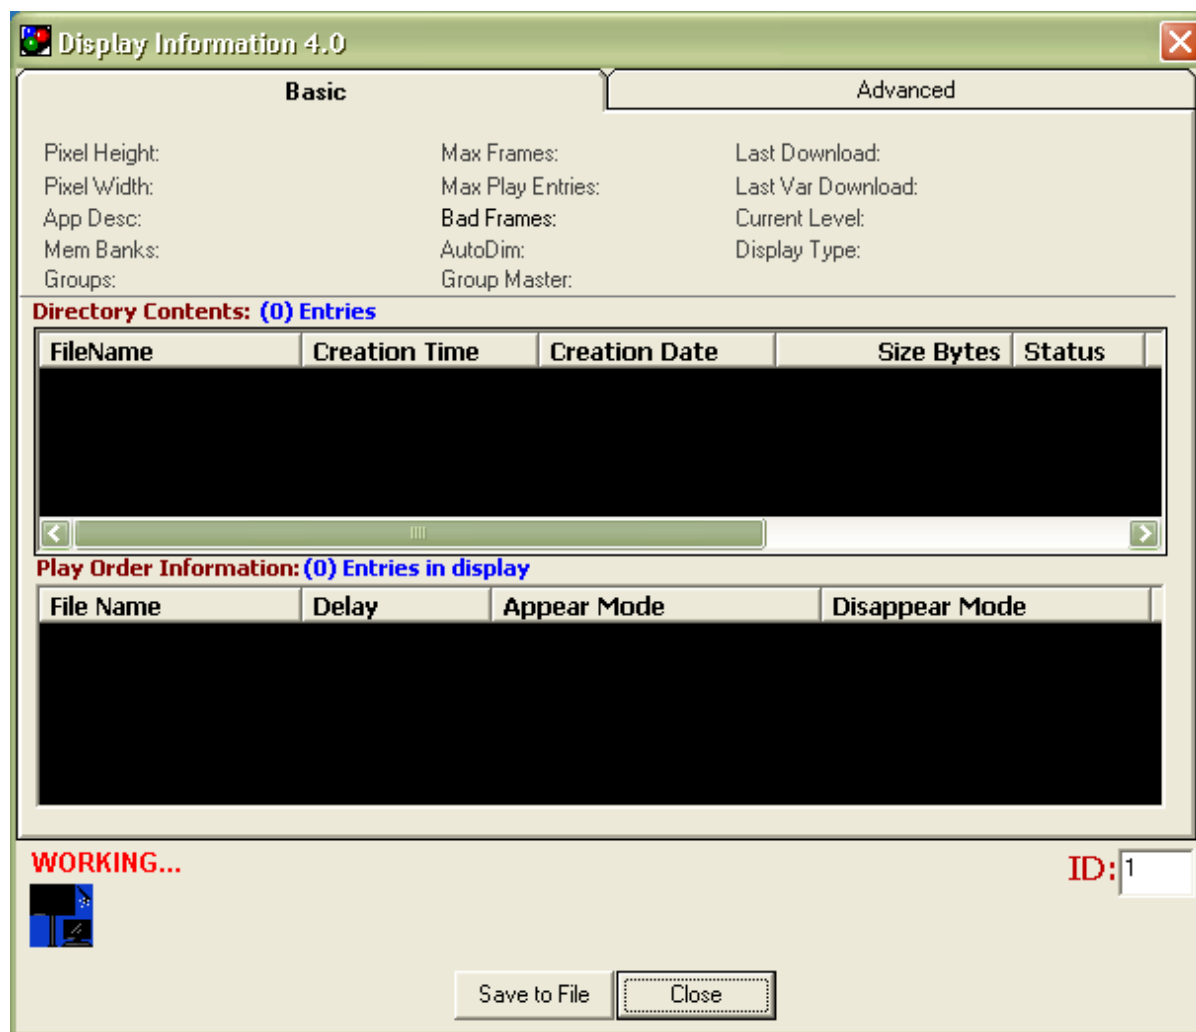 Display Information 4.0
Basic Advanced
Pixel Height: Max Frames: Last Download:
Pixel Width: Max Play Entries: Last Var Download:
App Desc: Bad Frames: Current Level:
Mem Banks: AutoDim: Display Type:
Groups: Group Master:
Directory Contents: (0) Entries
FileName Creation Time Creation Date Size Bytes Status
Play Order Information: (0) Entries in display
File Name Delay Appear Mode Disappear Mode
WORKING... ID: 1
Save to File Close